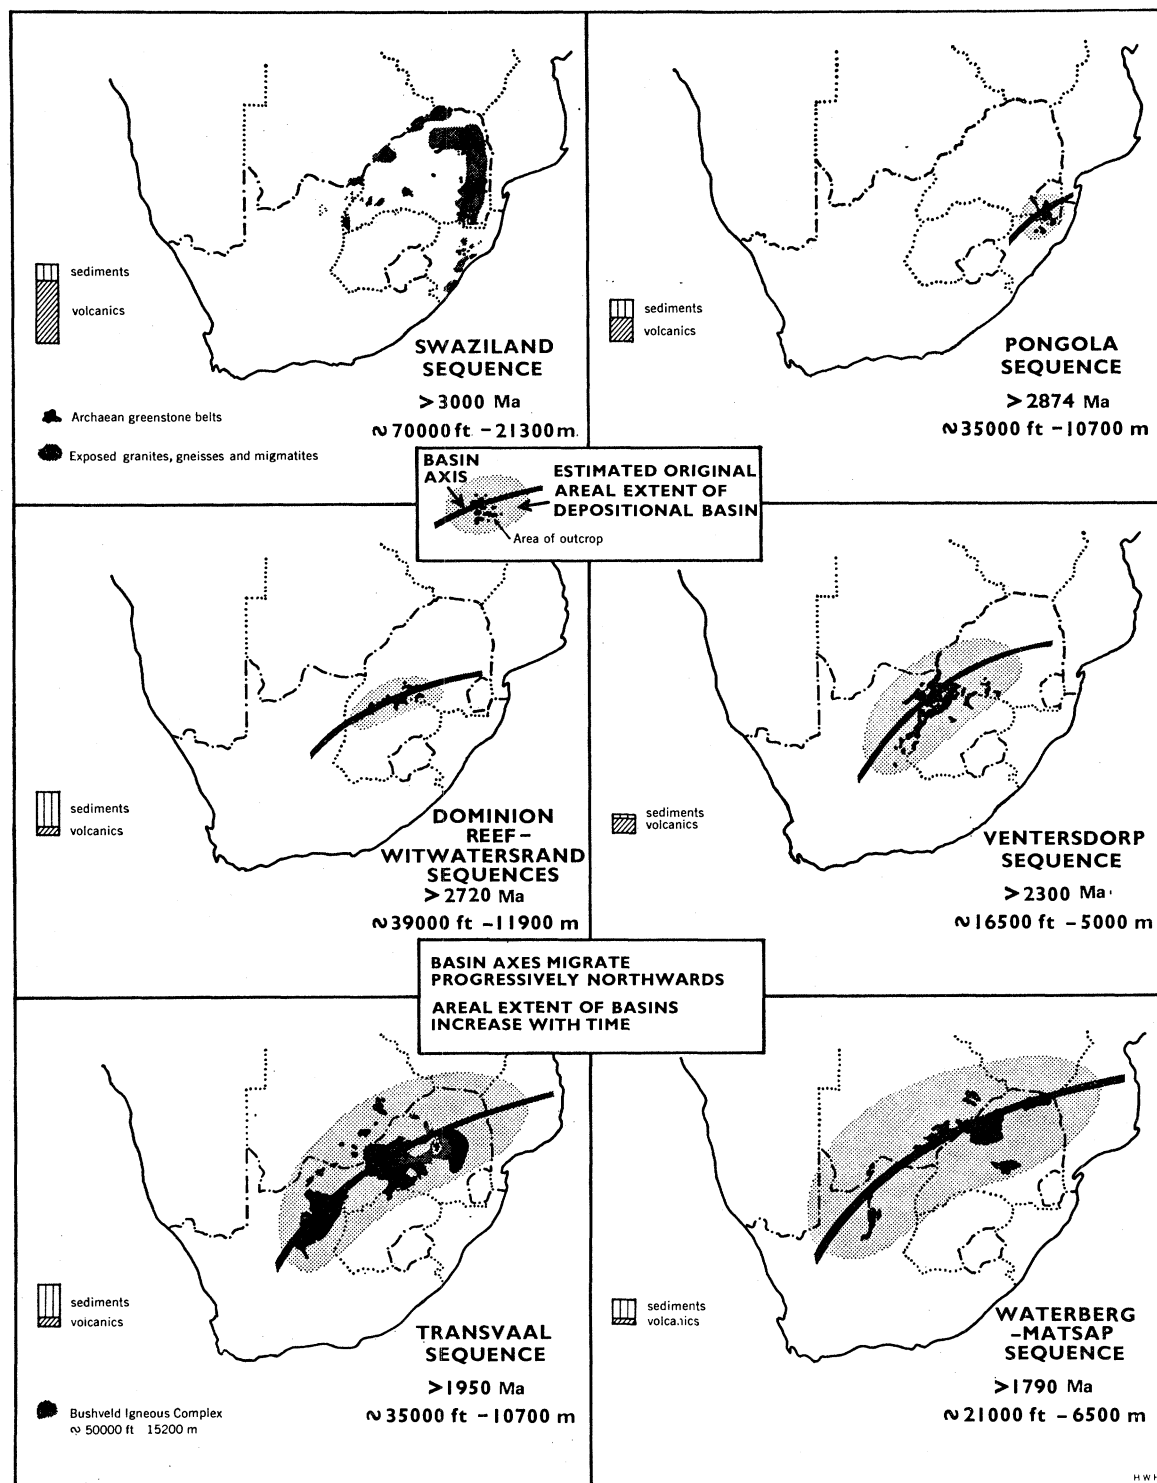 sediments
volcanics
SWAZILAND
SEQUENCE
>3000 Ma
∾70000 ft - 21300 m.
Archaean greenstone belts
Exposed granites, gneisses and migmatites
sediments
volcanics
PONGOLA
SEQUENCE
>2874 Ma
∾35000 ft - 10700 m
BASIN
AXIS
ESTIMATED ORIGINAL
AREAL EXTENT OF
DEPOSITIONAL BASIN
Area of outcrop
sediments
volcanics
DOMINION
REEF-
WITWATERSRAND
SEQUENCES
>2720 Ma
∾39000 ft - 11900 m
sediments
volcanics
VENTERSDORP
SEQUENCE
>2300 Ma
∾16500 ft - 5000 m
BASIN AXES MIGRATE
PROGRESSIVELY NORTHWARDS
AREAL EXTENT OF BASINS
INCREASE WITH TIME
sediments
volcanics
TRANSVAAL
SEQUENCE
>1950 Ma
∾35000 ft - 10700 m
Bushveld Igneous Complex
∾ 50000 ft 15200 m
sediments
volcanics
WATERBERG
-MATSAP
SEQUENCE
>1790 Ma
∾21000 ft - 6500 m